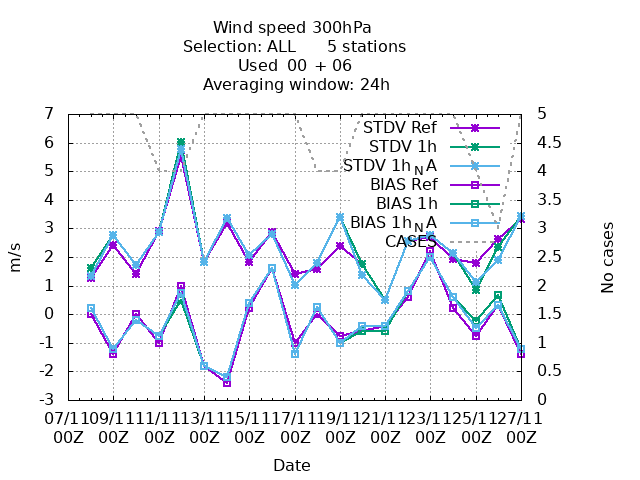 Wind speed 300hPa
Selection: ALL 5 stations
Used 00 + 06
Averaging window: 24h
7 5
6 4.5
5 4
4 3.5
3 3
2 2.5
1 2
0 1.5
-1 1
-2 0.5
-3 0
STDV Ref
STDV 1h
STDV 1h_NA
BIAS Ref
BIAS 1h
BIAS 1h_NA
CASES
m/s
No cases
07/11 09/11 11/11 13/11 15/11 17/11 19/11 21/11 23/11 25/11 27/11
00Z 00Z 00Z 00Z 00Z 00Z 00Z 00Z 00Z 00Z 00Z
Date